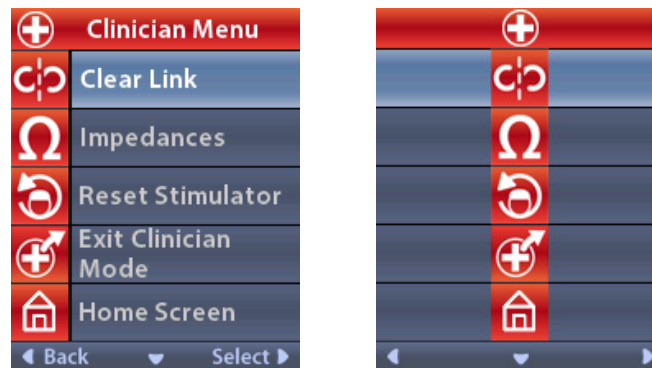 Clinician Menu
Clear Link
Ω Impedances
Reset Stimulator
Exit Clinician
Mode
Home Screen
Back Select
Ω